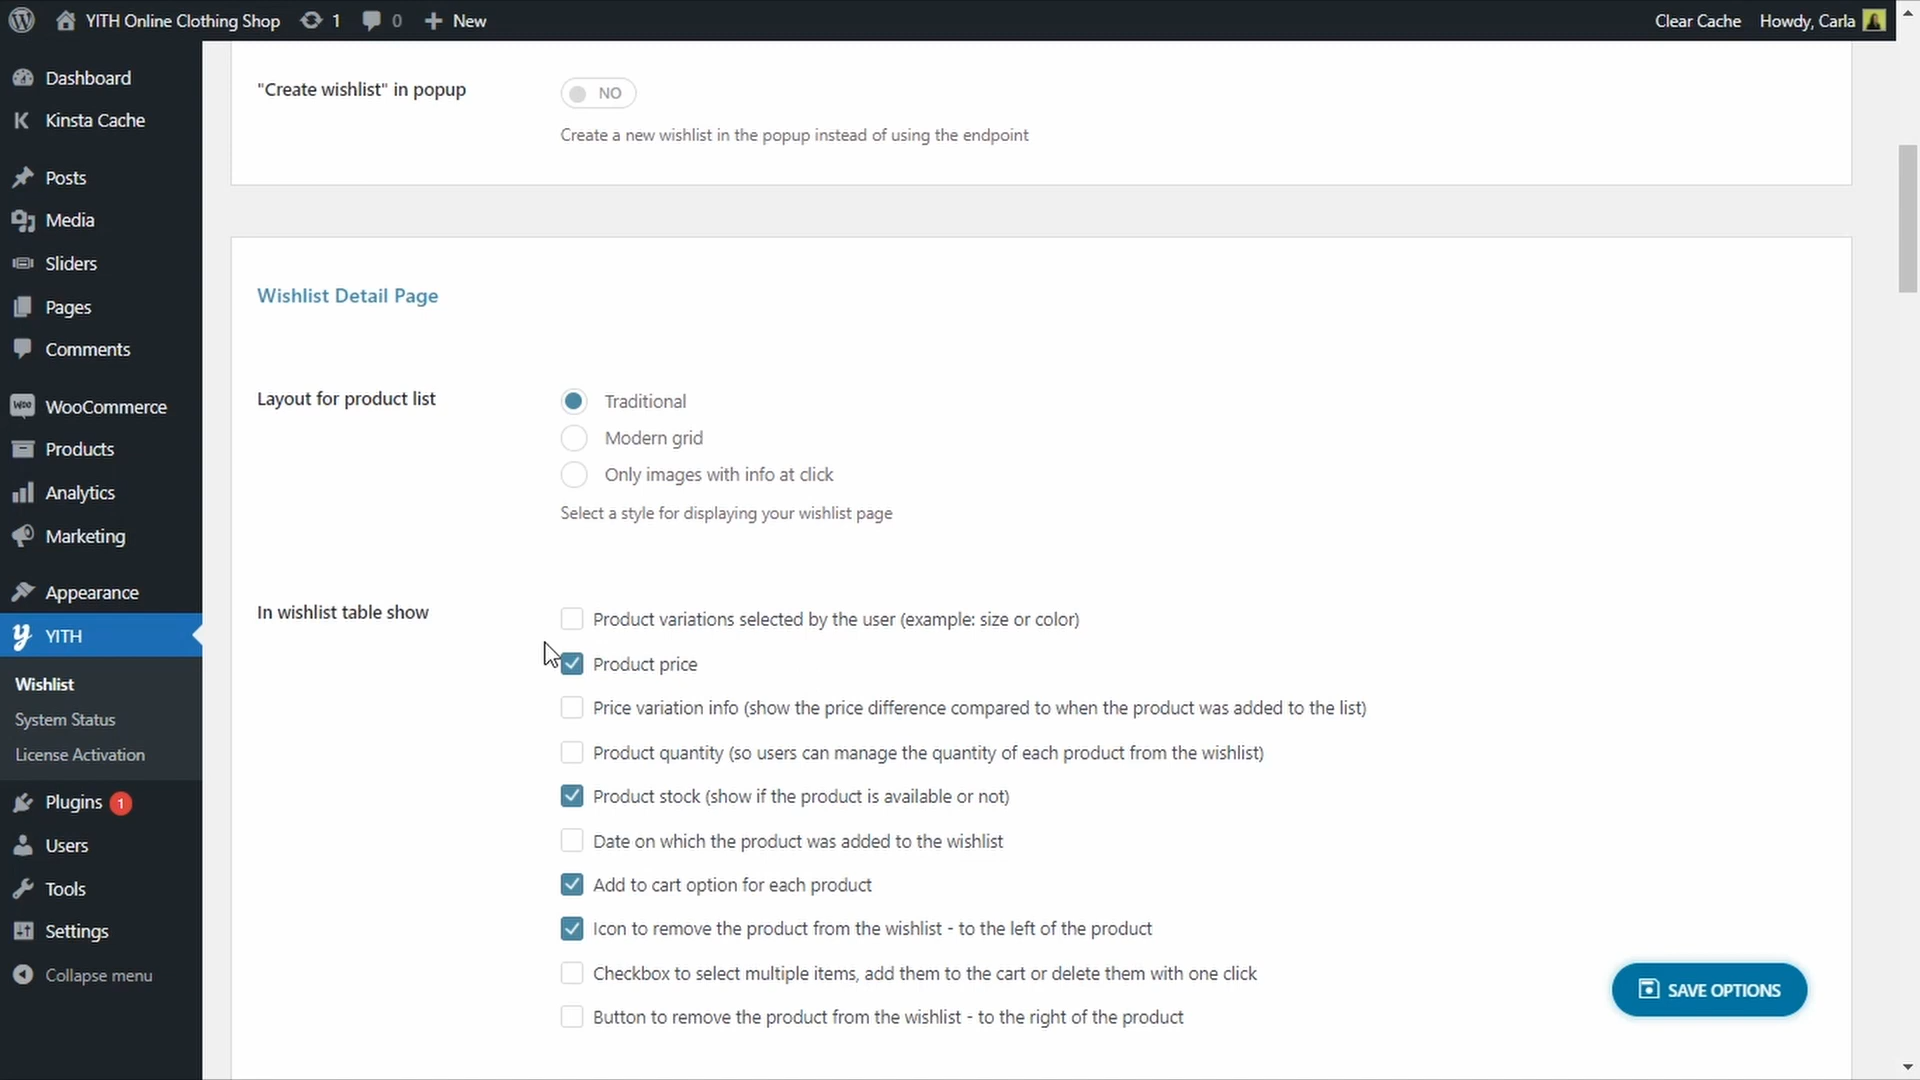 YITH Online Clothing Shop 1 0 New Clear Cache Howdy, Carla
Dashboard
Kinsta Cache
Posts
Media
Sliders
Pages
Comments
WooCommerce
Products
Analytics
Marketing
Appearance
YITH
Wishlist
System Status
License Activation
Plugins 1
Users
Tools
Settings
Collapse menu
"Create wishlist" in popup
NO
Create a new wishlist in the popup instead of using the endpoint
Wishlist Detail Page
Layout for product list
Traditional
Modern grid
Only images with info at click
Select a style for displaying your wishlist page
In wishlist table show
Product variations selected by the user (example: size or color)
Product price
Price variation info (show the price difference compared to when the product was added to the list)
Product quantity (so users can manage the quantity of each product from the wishlist)
Product stock (show if the product is available or not)
Date on which the product was added to the wishlist
Add to cart option for each product
Icon to remove the product from the wishlist - to the left of the product
Checkbox to select multiple items, add them to the cart or delete them with one click
Button to remove the product from the wishlist - to the right of the product
SAVE OPTIONS